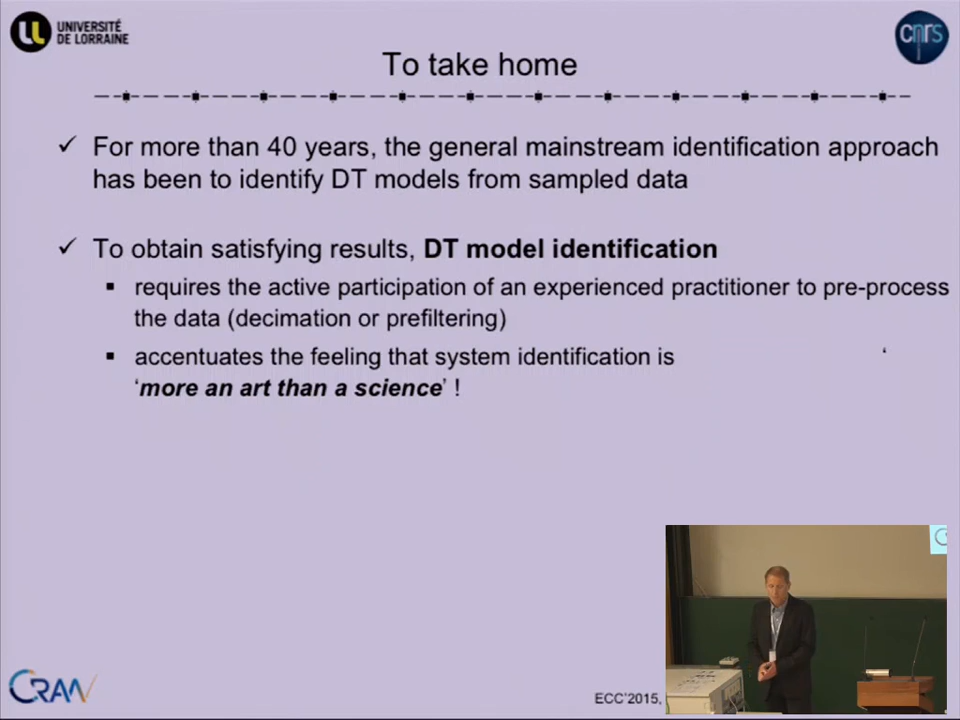 UNIVERSITÉ
DE LORRAINE
cnrs
To take home
✓ For more than 40 years, the general mainstream identification approach
has been to identify DT models from sampled data
✓ To obtain satisfying results, DT model identification
▪ requires the active participation of an experienced practitioner to pre-process
the data (decimation or prefiltering)
▪ accentuates the feeling that system identification is
‘more an art than a science’ !
CRAN
ECC'2015,